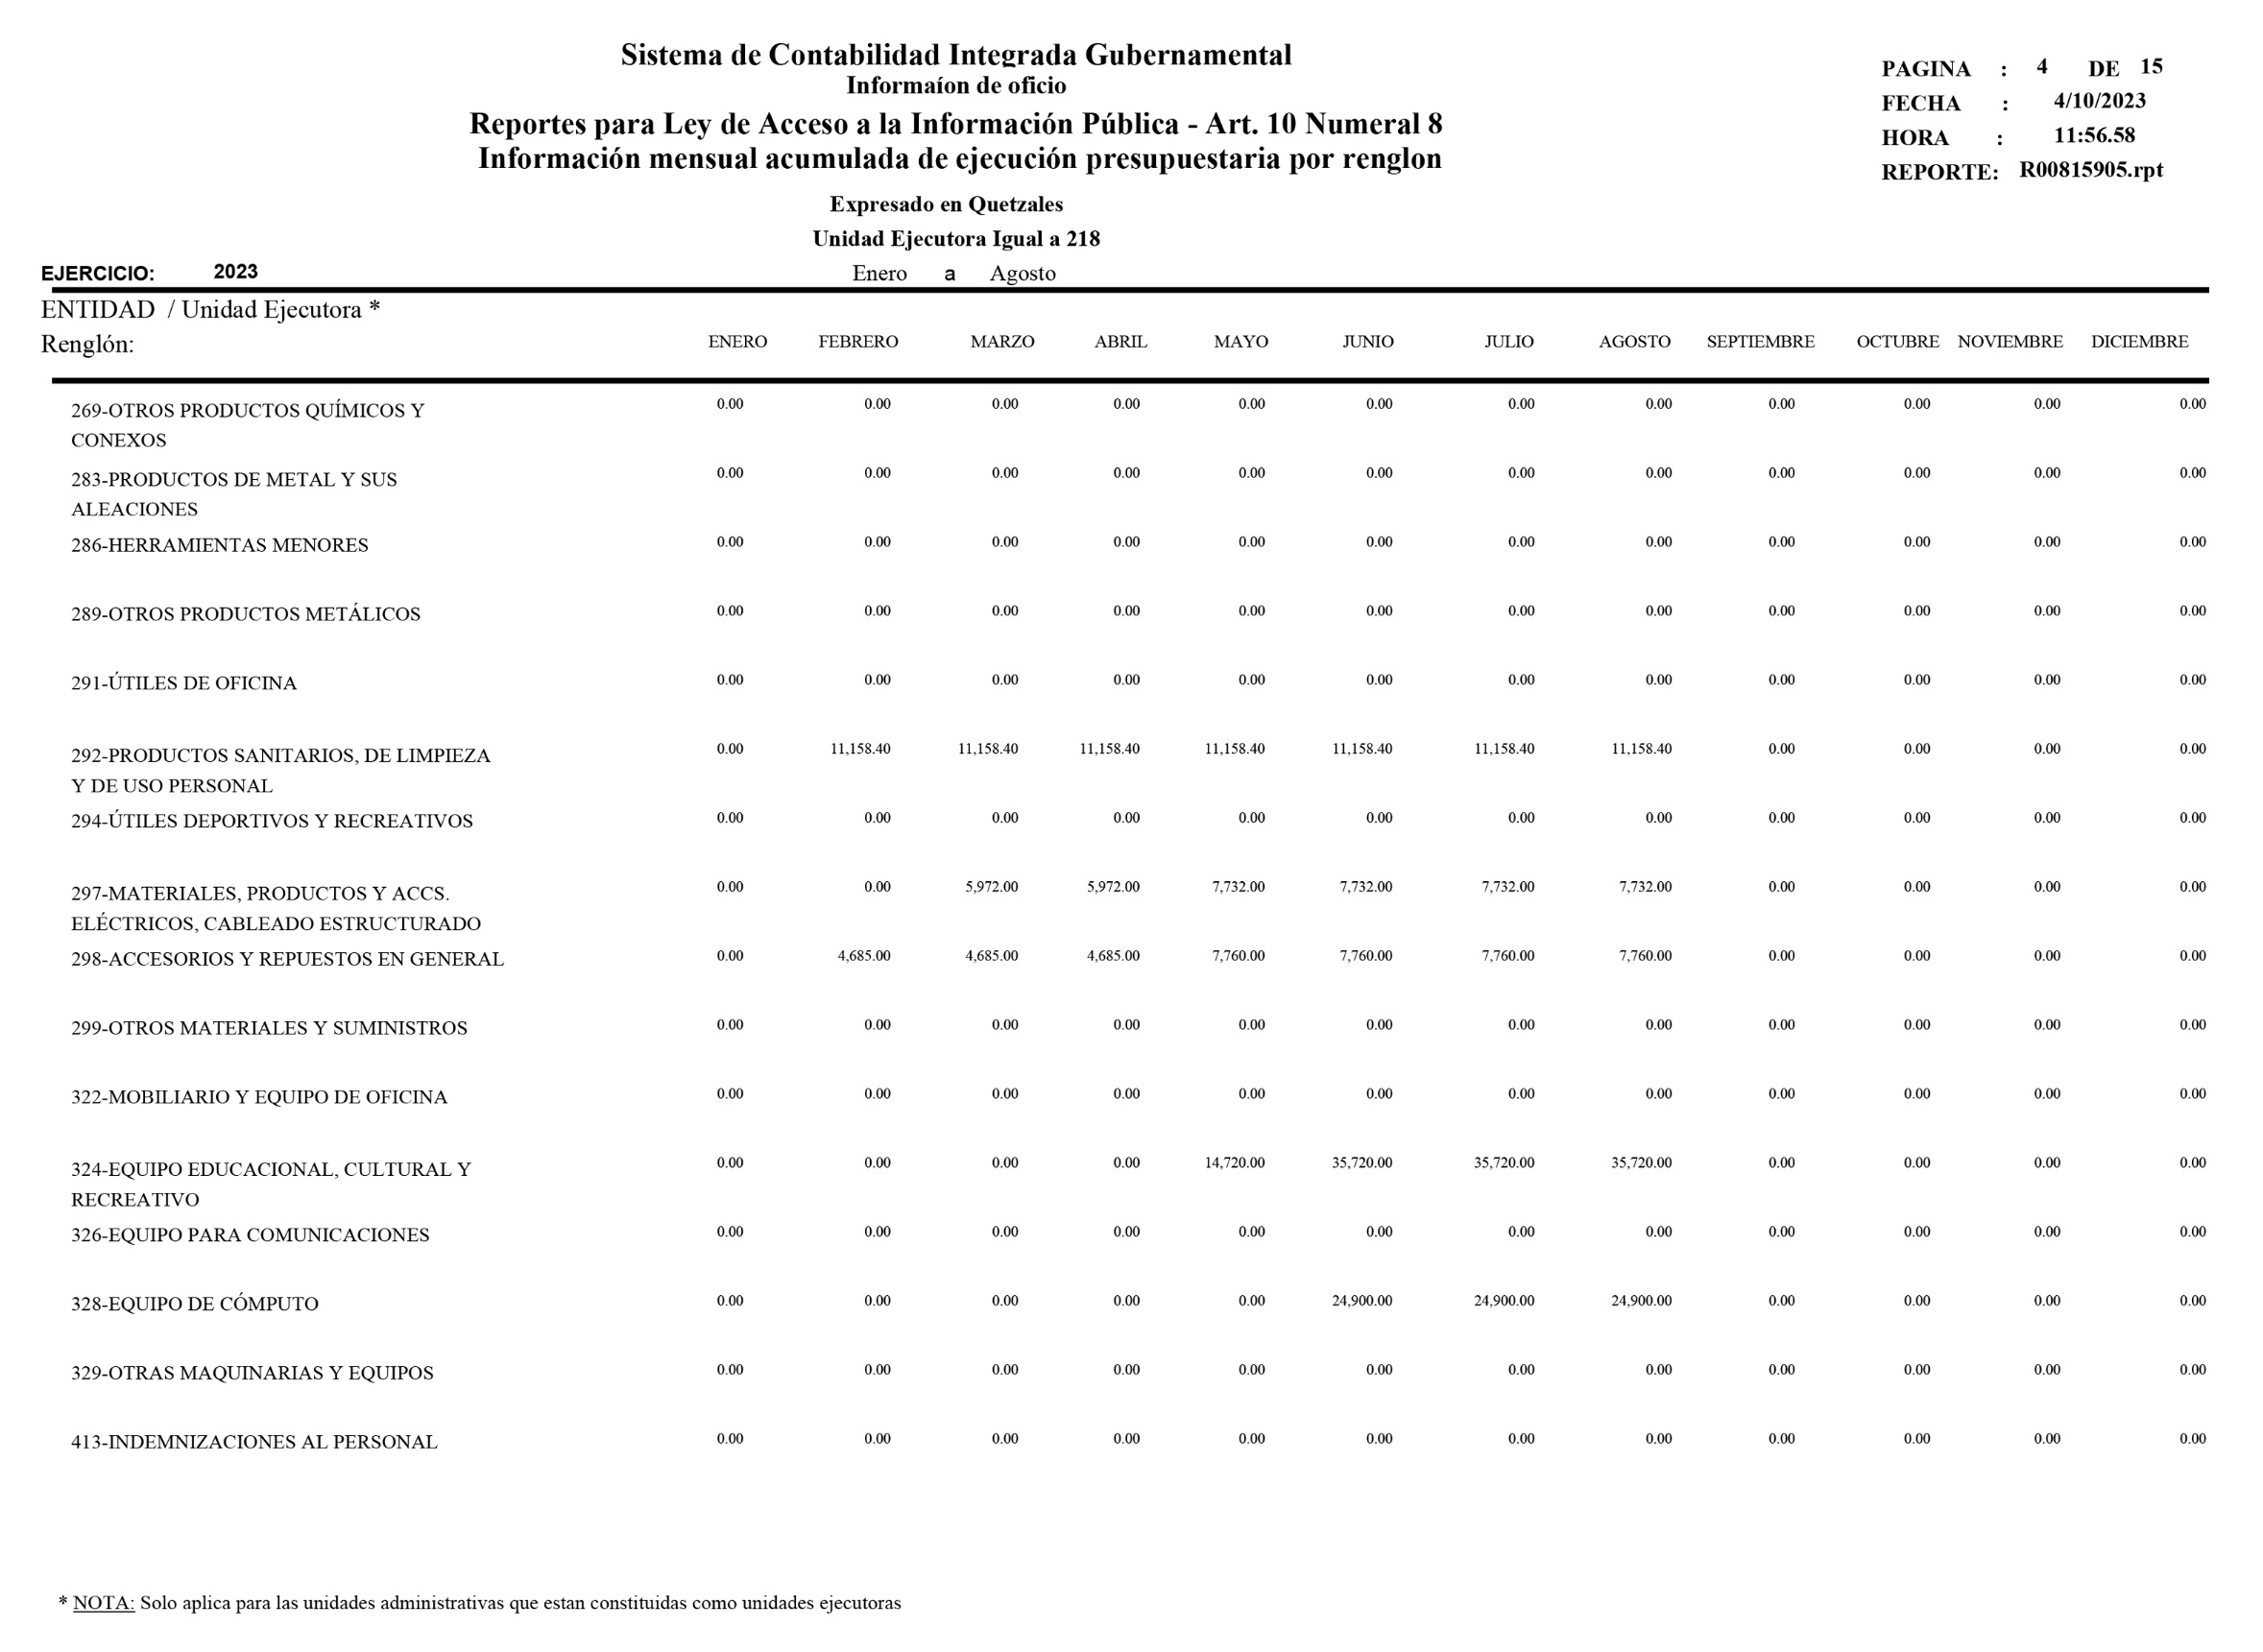 Sistema de Contabilidad Integrada Gubernamental
Informaíon de oficio
Reportes para Ley de Acceso a la Información Pública - Art. 10 Numeral 8
Información mensual acumulada de ejecución presupuestaria por renglon
Expresado en Quetzales
Unidad Ejecutora Igual a 218
PAGINA : 4 DE 15
FECHA : 4/10/2023
HORA : 11:56.58
REPORTE: R00815905.rpt
EJERCICIO: 2023 Enero a Agosto
ENTIDAD / Unidad Ejecutora *
Renglón: ENERO FEBRERO MARZO ABRIL MAYO JUNIO JULIO AGOSTO SEPTIEMBRE OCTUBRE NOVIEMBRE DICIEMBRE
269-OTROS PRODUCTOS QUÍMICOS Y 0.00 0.00 0.00 0.00 0.00 0.00 0.00 0.00 0.00 0.00 0.00 0.00
CONEXOS
283-PRODUCTOS DE METAL Y SUS 0.00 0.00 0.00 0.00 0.00 0.00 0.00 0.00 0.00 0.00 0.00 0.00
ALEACIONES
286-HERRAMIENTAS MENORES 0.00 0.00 0.00 0.00 0.00 0.00 0.00 0.00 0.00 0.00 0.00 0.00
289-OTROS PRODUCTOS METÁLICOS 0.00 0.00 0.00 0.00 0.00 0.00 0.00 0.00 0.00 0.00 0.00 0.00
291-ÚTILES DE OFICINA 0.00 0.00 0.00 0.00 0.00 0.00 0.00 0.00 0.00 0.00 0.00 0.00
292-PRODUCTOS SANITARIOS, DE LIMPIEZA 0.00 11,158.40 11,158.40 11,158.40 11,158.40 11,158.40 11,158.40 11,158.40 0.00 0.00 0.00 0.00
Y DE USO PERSONAL
294-ÚTILES DEPORTIVOS Y RECREATIVOS 0.00 0.00 0.00 0.00 0.00 0.00 0.00 0.00 0.00 0.00 0.00 0.00
297-MATERIALES, PRODUCTOS Y ACCS. 0.00 0.00 5,972.00 5,972.00 7,732.00 7,732.00 7,732.00 7,732.00 0.00 0.00 0.00 0.00
ELÉCTRICOS, CABLEADO ESTRUCTURADO
298-ACCESORIOS Y REPUESTOS EN GENERAL 0.00 4,685.00 4,685.00 4,685.00 7,760.00 7,760.00 7,760.00 7,760.00 0.00 0.00 0.00 0.00
299-OTROS MATERIALES Y SUMINISTROS 0.00 0.00 0.00 0.00 0.00 0.00 0.00 0.00 0.00 0.00 0.00 0.00
322-MOBILIARIO Y EQUIPO DE OFICINA 0.00 0.00 0.00 0.00 0.00 0.00 0.00 0.00 0.00 0.00 0.00 0.00
324-EQUIPO EDUCACIONAL, CULTURAL Y 0.00 0.00 0.00 0.00 14,720.00 35,720.00 35,720.00 35,720.00 0.00 0.00 0.00 0.00
RECREATIVO
326-EQUIPO PARA COMUNICACIONES 0.00 0.00 0.00 0.00 0.00 0.00 0.00 0.00 0.00 0.00 0.00 0.00
328-EQUIPO DE CÓMPUTO 0.00 0.00 0.00 0.00 0.00 24,900.00 24,900.00 24,900.00 0.00 0.00 0.00 0.00
329-OTRAS MAQUINARIAS Y EQUIPOS 0.00 0.00 0.00 0.00 0.00 0.00 0.00 0.00 0.00 0.00 0.00 0.00
413-INDEMNIZACIONES AL PERSONAL 0.00 0.00 0.00 0.00 0.00 0.00 0.00 0.00 0.00 0.00 0.00 0.00
* NOTA: Solo aplica para las unidades administrativas que estan constituidas como unidades ejecutoras